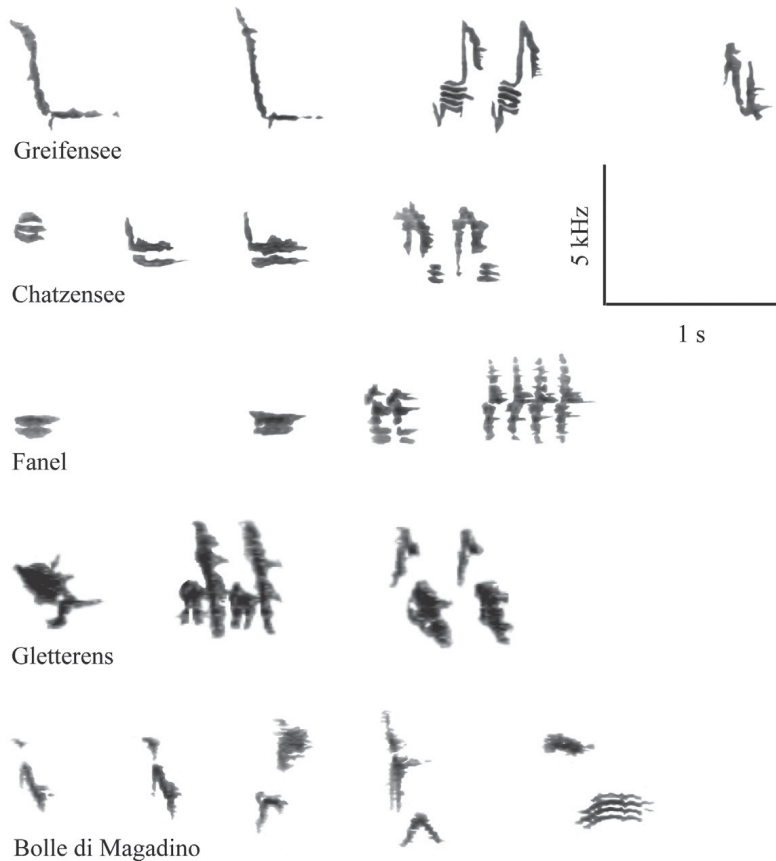 Greifensee
Chatzensee
5 kHz
1 s
Fanel
Gletterens
Bolle di Magadino